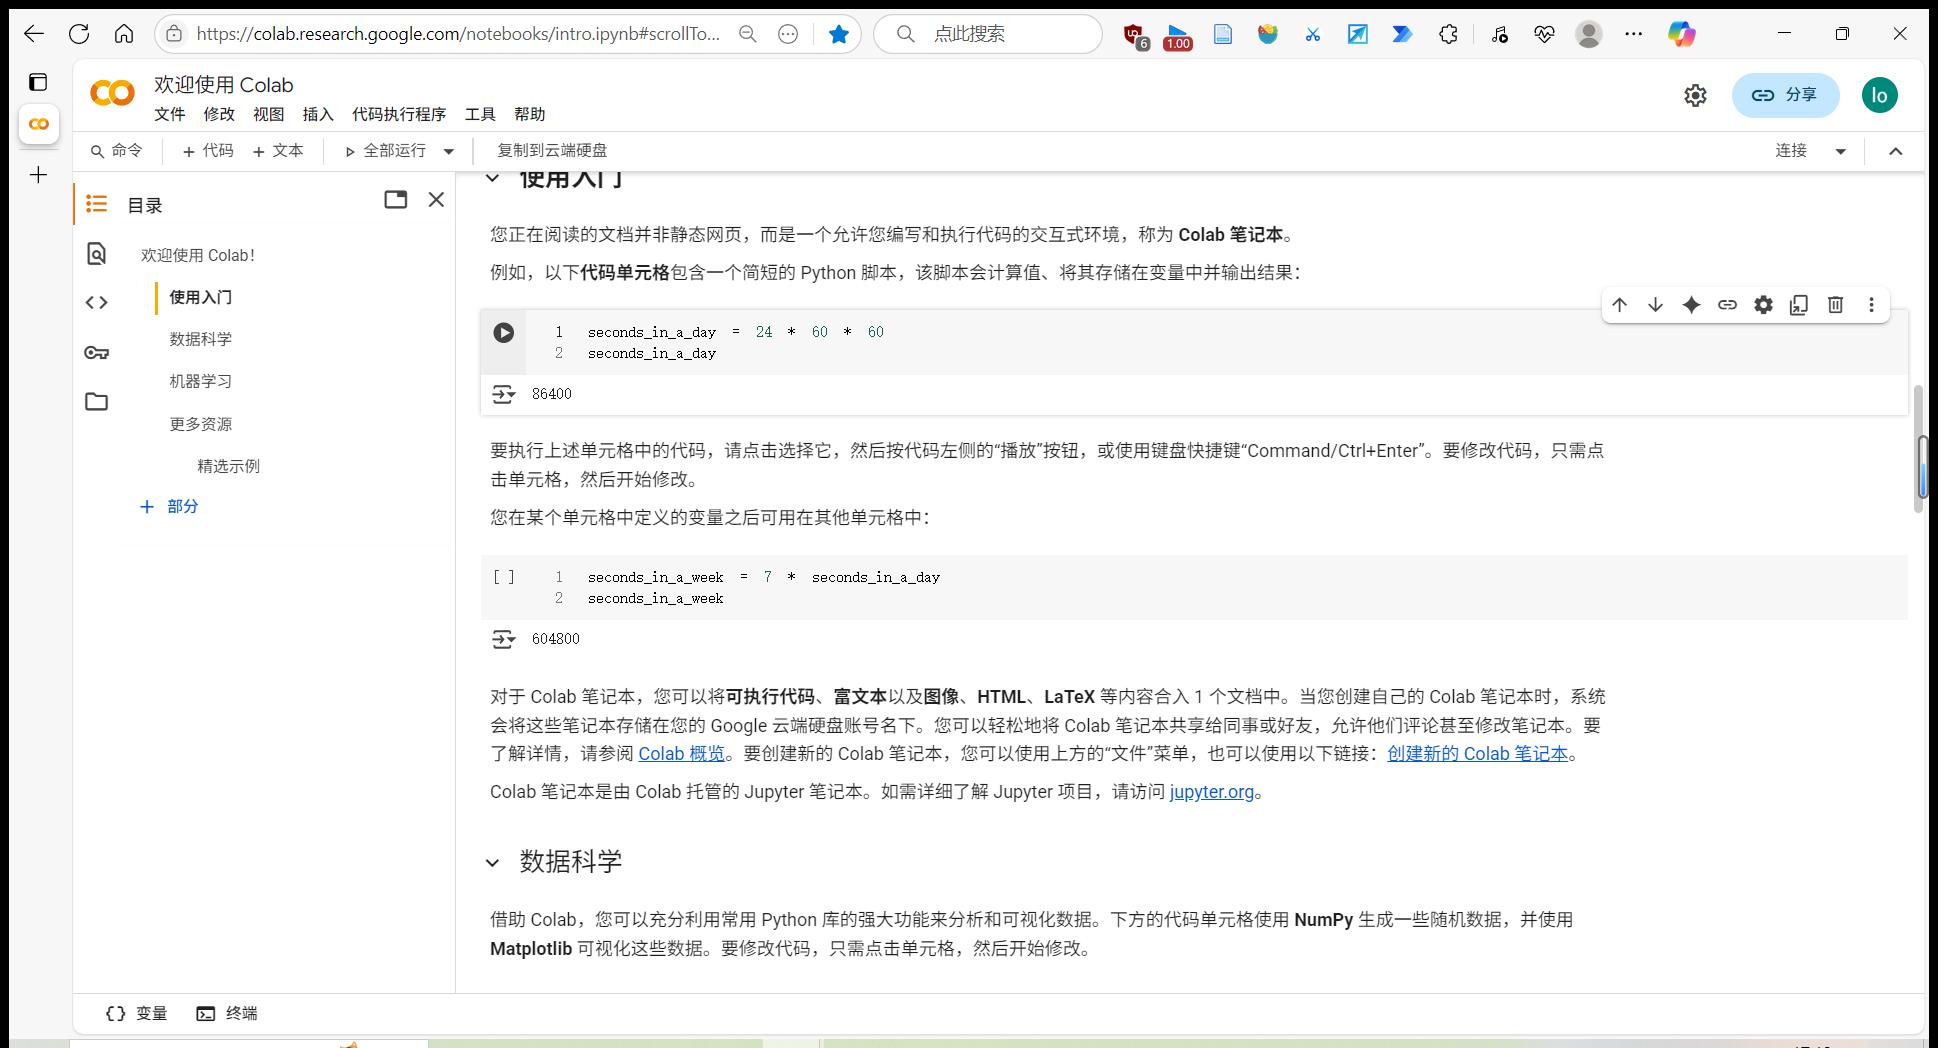 https://colab.research.google.com/notebooks/intro.ipynb#scrollTo...
点此搜索
6
1.00
欢迎使用 Colab
文件 修改 视图 插入 代码执行程序 工具 帮助
分享
lo
命令 + 代码 + 文本 全部运行 复制到云端硬盘
连接
目录
欢迎使用 Colab！
使用入门
数据科学
机器学习
更多资源
精选示例
+ 部分
使用入门
您正在阅读的文档并非静态网页，而是一个允许您编写和执行代码的交互式环境，称为 Colab 笔记本。
例如，以下代码单元格包含一个简短的 Python 脚本，该脚本会计算值、将其存储在变量中并输出结果：
1 seconds_in_a_day = 24 * 60 * 60
2 seconds_in_a_day
86400
要执行上述单元格中的代码，请点击选择它，然后按代码左侧的“播放”按钮，或使用键盘快捷键“Command/Ctrl+Enter”。要修改代码，只需点
击单元格，然后开始修改。
您在某个单元格中定义的变量之后可用在其他单元格中：
[ ] 1 seconds_in_a_week = 7 * seconds_in_a_day
2 seconds_in_a_week
604800
对于 Colab 笔记本，您可以将可执行代码、富文本以及图像、HTML、LaTeX 等内容合入 1 个文档中。当您创建自己的 Colab 笔记本时，系统
会将这些笔记本存储在您的 Google 云端硬盘账号名下。您可以轻松地将 Colab 笔记本共享给同事或好友，允许他们评论甚至修改笔记本。要
了解详情，请参阅 Colab 概览。要创建新的 Colab 笔记本，您可以使用上方的“文件”菜单，也可以使用以下链接：创建新的 Colab 笔记本。
Colab 笔记本是由 Colab 托管的 Jupyter 笔记本。如需详细了解 Jupyter 项目，请访问 jupyter.org。
数据科学
借助 Colab，您可以充分利用常用 Python 库的强大功能来分析和可视化数据。下方的代码单元格使用 NumPy 生成一些随机数据，并使用
Matplotlib 可视化这些数据。要修改代码，只需点击单元格，然后开始修改。
{} 变量 终端